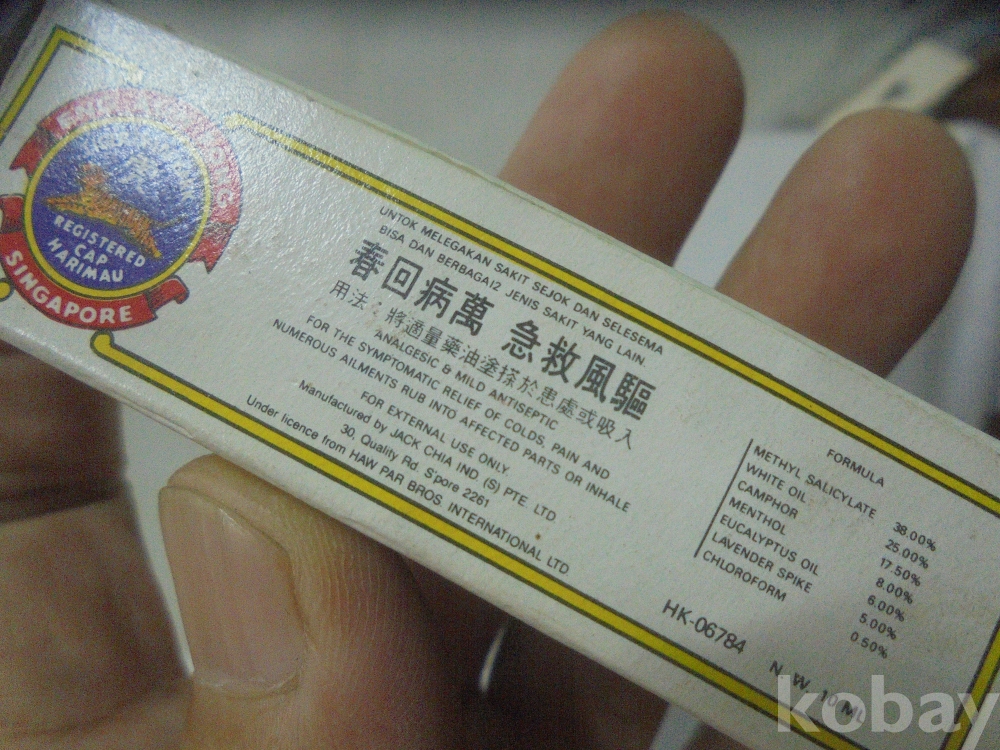 REGISTERED
CAP
HARIMAU
SINGAPORE
UNTOK MELEGAKAN SAKIT SEJOK DAN SELESEMA
BISA DAN BERBAGAI2 JENIS SAKIT YANG LAIN.
春回病萬 急救風驅
用法：將適量藥油塗搽於患處或吸入
ANALGESIC & MILD ANTISEPTIC
FOR THE SYMPTOMATIC RELIEF OF COLDS, PAIN AND
NUMEROUS AILMENTS RUB INTO AFFECTED PARTS OR INHALE
FOR EXTERNAL USE ONLY
Manufactured by JACK CHIA IND. (S) PTE. LTD
30, Quality Rd. S'pore 2261
Under licence from HAW PAR BROS. INTERNATIONAL LTD.
FORMULA
METHYL SALICYLATE 38.00%
WHITE OIL 25.00%
CAMPHOR 17.50%
MENTHOL 8.00%
EUCALYPTUS OIL 6.00%
LAVENDER SPIKE 5.00%
CHLOROFORM 0.50%
HK-06784
N. W. 10 ML
kobay